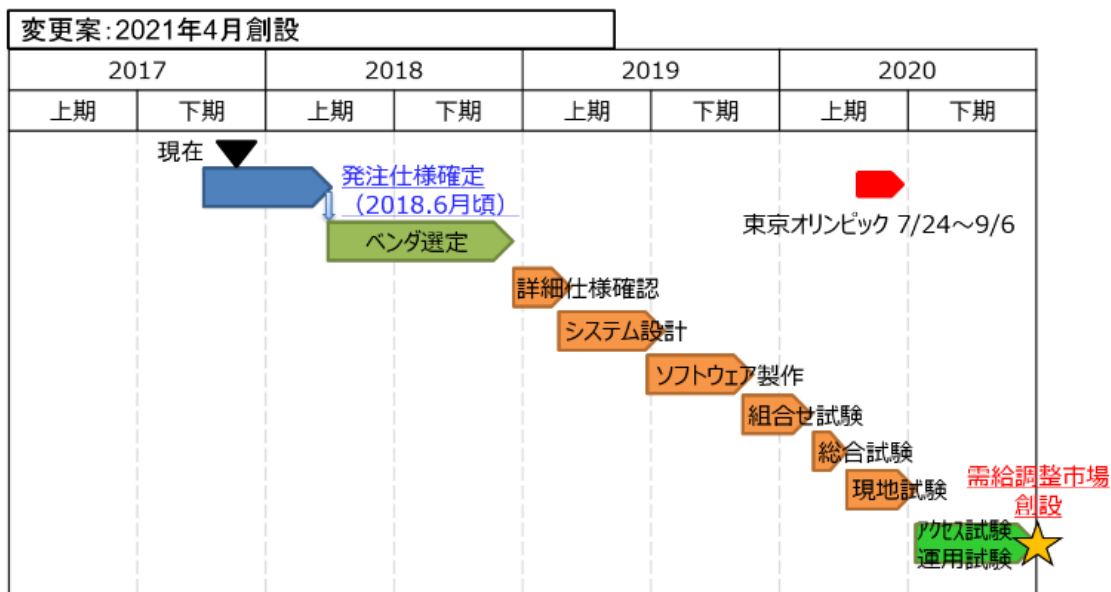 変更案:2021年4月創設
2017
2018
2019
2020
上期
下期
上期
下期
上期
下期
上期
下期
現在
発注仕様確定
（2018.6月頃）
東京オリンピック 7/24～9/6
ベンダ選定
詳細仕様確認
システム設計
ソフトウェア製作
組合せ試験
総合試験
現地試験
需給調整市場
創設
アクセス試験
運用試験